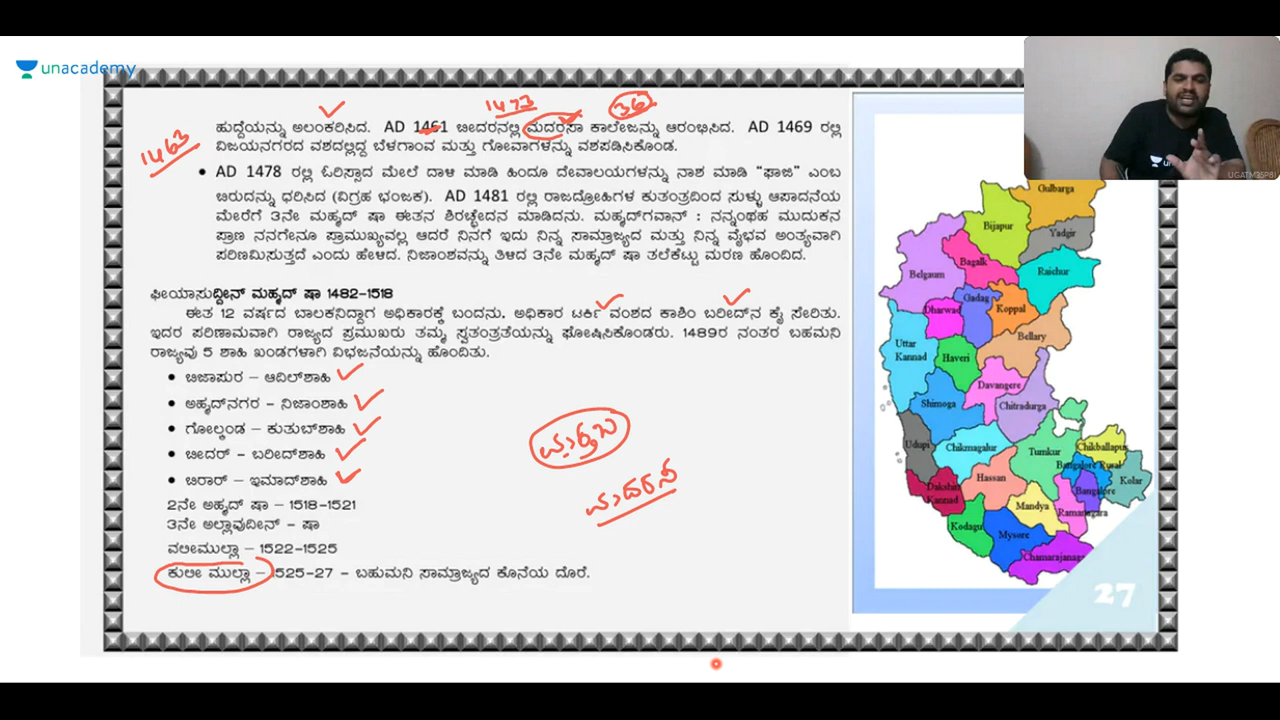 unacademy
1473
36
1463
ಹುದ್ದೆಯನ್ನು ಅಲಂಕರಿಸಿದ. AD 1461 ಬೀದರನಲ್ಲಿ ಮದರಸಾ ಕಾಲೇಜನ್ನು ಆರಂಭಿಸಿದ. AD 1469 ರಲ್ಲಿ
ವಿಜಯನಗರದ ವಶದಲ್ಲಿದ್ದ ಬೆಳಗಾಂವ ಮತ್ತು ಗೋವಾಗಳನ್ನು ವಶಪಡಿಸಿಕೊಂಡ.
• AD 1478 ರಲ್ಲಿ ಓರಿಸ್ಸಾದ ಮೇಲೆ ದಾಳಿ ಮಾಡಿ ಹಿಂದೂ ದೇವಾಲಯಗಳನ್ನು ನಾಶ ಮಾಡಿ "ಘಾಜಿ" ಎಂಬ
ಬಿರುದನ್ನು ಧರಿಸಿದ (ವಿಗ್ರಹ ಭಂಜಕ). AD 1481 ರಲ್ಲಿ ರಾಜದ್ರೋಹಿಗಳ ಕುತಂತ್ರದಿಂದ ಸುಳ್ಳು ಆಪಾದನೆಯ
ಮೇರೆಗೆ 3ನೇ ಮಹ್ಮದ್ ಷಾ ಈತನ ಶಿರಚ್ಛೇದನ ಮಾಡಿದನು. ಮಹ್ಮದ್‌ಗವಾನ್ : ನನ್ನಂಥಹ ಮುದುಕನ
ಪ್ರಾಣ ನನಗೇನೂ ಪ್ರಾಮುಖ್ಯವಲ್ಲ ಆದರೆ ನಿನಗೆ ಇದು ನಿನ್ನ ಸಾಮ್ರಾಜ್ಯದ ಮತ್ತು ನಿನ್ನ ವೈಭವ ಅಂತ್ಯವಾಗಿ
ಪರಿಣಮಿಸುತ್ತದೆ ಎಂದು ಹೇಳಿದ. ನಿಜಾಂಶವನ್ನು ತಿಳಿದ 3ನೇ ಮಹ್ಮದ್ ಷಾ ತಲೆಕೆಟ್ಟು ಮರಣ ಹೊಂದಿದ.
ಘೀಯಾಸುದ್ದೀನ್ ಮಹ್ಮದ್ ಷಾ 1482-1518
ಈತ 12 ವರ್ಷದ ಬಾಲಕನಿದ್ದಾಗ ಅಧಿಕಾರಕ್ಕೆ ಬಂದನು. ಅಧಿಕಾರ ಟರ್ಕಿ ವಂಶದ ಕಾಶಿಂ ಬರೀದ್‌ನ ಕೈ ಸೇರಿತು.
ಇದರ ಪರಿಣಾಮವಾಗಿ ರಾಜ್ಯದ ಪ್ರಮುಖರು ತಮ್ಮ ಸ್ವತಂತ್ರತೆಯನ್ನು ಘೋಷಿಸಿಕೊಂಡರು. 1489ರ ನಂತರ ಬಹಮನಿ
ರಾಜ್ಯವು 5 ಶಾಹಿ ಖಂಡಗಳಾಗಿ ವಿಭಜನೆಯನ್ನು ಹೊಂದಿತು.
• ಬಿಜಾಪುರ – ಆದಿಲ್‌ಶಾಹಿ
• ಅಹ್ಮದ್‌ನಗರ – ನಿಜಾಂಶಾಹಿ
• ಗೋಲ್ಕಂಡ – ಕುತುಬ್‌ಶಾಹಿ
• ಬೀದರ್ – ಬರೀದ್‌ಶಾಹಿ
• ಬಿರಾರ್ – ಇಮಾದ್‌ಶಾಹಿ
2ನೇ ಅಹ್ಮದ್ ಷಾ – 1518-1521
3ನೇ ಅಲ್ಲಾವುದೀನ್ – ಷಾ
ವಲೀಮುಲ್ಲಾ – 1522-1525
ಕುಲೀ ಮುಲ್ಲಾ – 1525-27 – ಬಹುಮನಿ ಸಾಮ್ರಾಜ್ಯದ ಕೊನೆಯ ದೊರೆ.
UGATM3SP8I
Gulbarga
Bijapur
Yadgir
Bagalk
Raichur
Belgaum
Gadag
Dharwad
Koppal
Uttar
Kannad
Haveri
Bellary
Davangere
Shimoga
Chitradurga
Udupi
Chikmagalur
Tumkur
Chikballapur
Bangalore Rural
Kolar
Dakshin
Kannad
Hassan
Bangalore
Mandya
Ramanagara
Kodagu
Mysore
Chamarajanaga
27